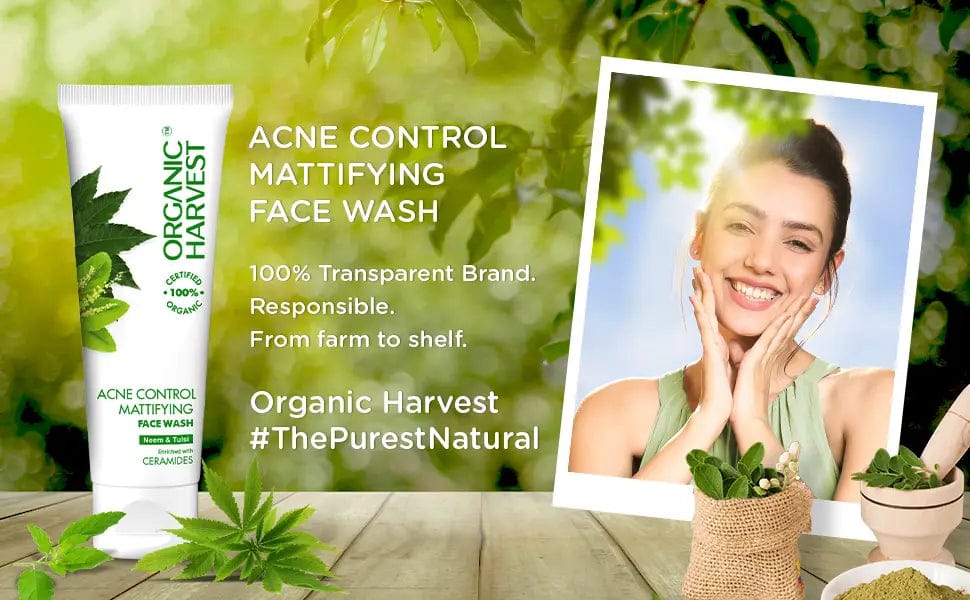 ORGANIC
HARVEST
TM
CERTIFIED
100%
ORGANIC
ACNE CONTROL
MATTIFYING
FACE WASH
Neem & Tulsi
Enriched with
CERAMIDES
ACNE CONTROL
MATTIFYING
FACE WASH
100% Transparent Brand.
Responsible.
From farm to shelf.
Organic Harvest
#ThePurestNatural